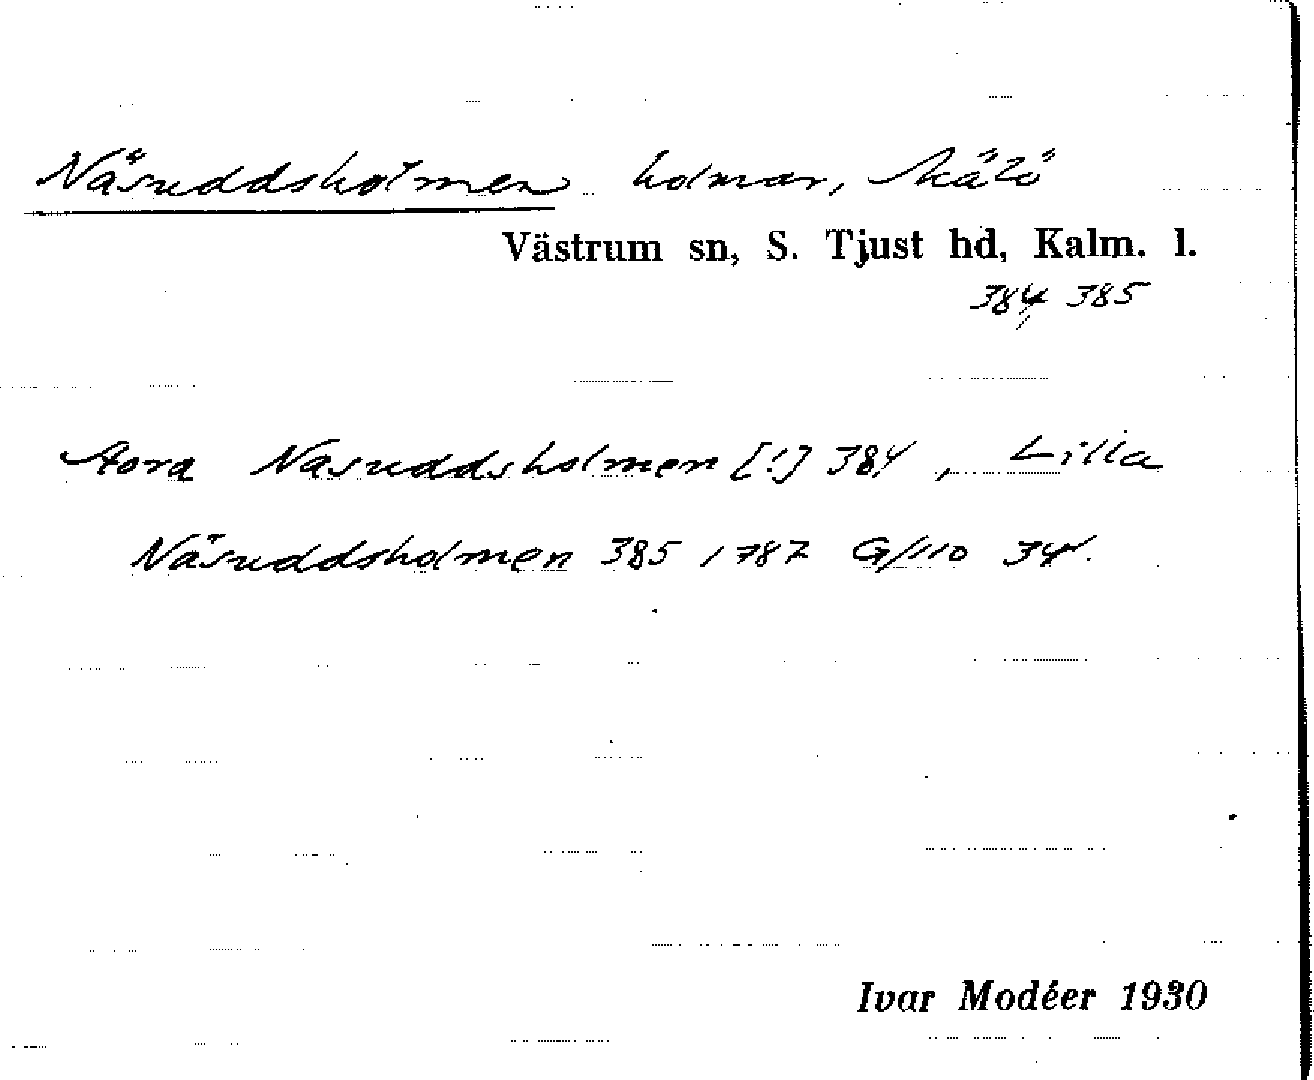 Näsuddsholmen holmar, Skälö
Västrum sn, S. Tjust hd, Kalm. l.
384, 385
Stora Nasuddsholmen [!] 384, Lilla
Näsuddsholmen 385 1787 G/110 34.
Ivar Modéer 1930